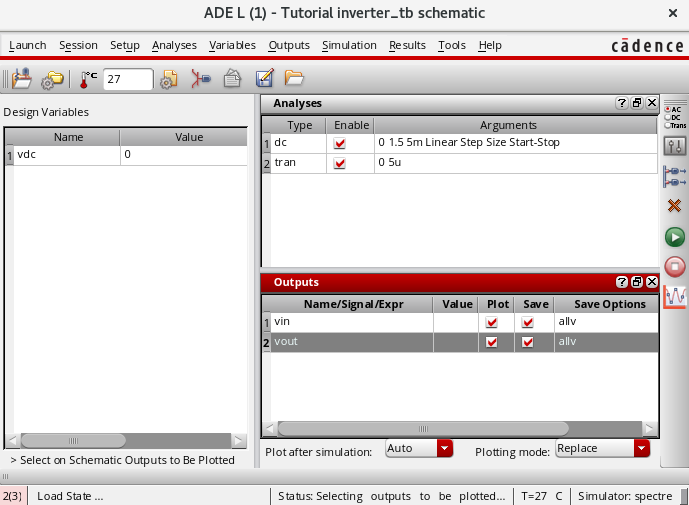 ADE L (1) - Tutorial inverter_tb schematic
Launch Session Setup Analyses Variables Outputs Simulation Results Tools Help cādence
°C 27
Design Variables
Name Value
1 vdc 0
Analyses
Type Enable Arguments
1 dc 0 1.5 5m Linear Step Size Start-Stop
2 tran 0 5u
AC
DC
Trans
Outputs
Name/Signal/Expr Value Plot Save Save Options
1 vin allv
2 vout allv
Plot after simulation: Auto Plotting mode: Replace
> Select on Schematic Outputs to Be Plotted
2(3) Load State ... Status: Selecting outputs to be plotted... T=27 C Simulator: spectre